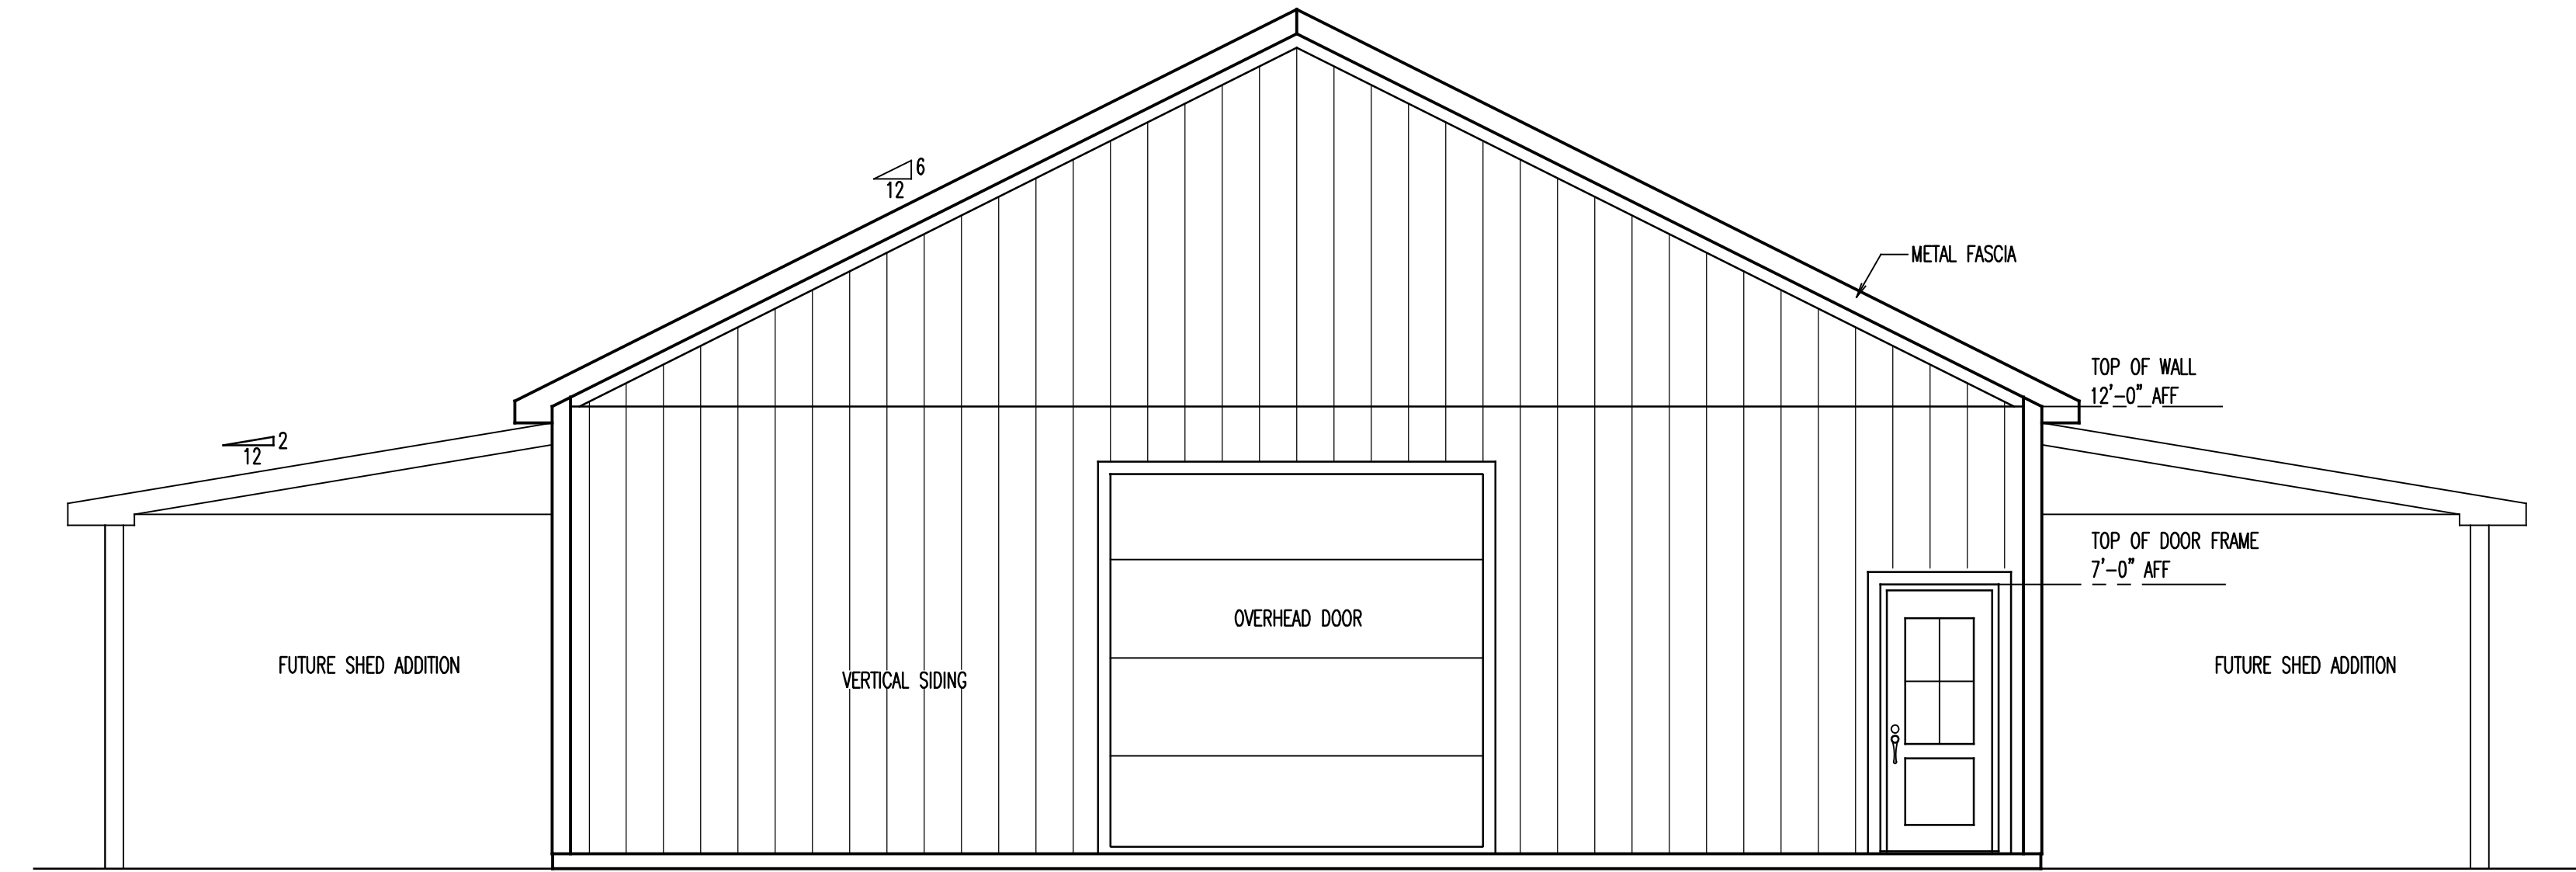 6
12
METAL FASCIA
TOP OF WALL
12'-0" AFF
2
12
TOP OF DOOR FRAME
7'-0" AFF
OVERHEAD DOOR
FUTURE SHED ADDITION
VERTICAL SIDING
FUTURE SHED ADDITION